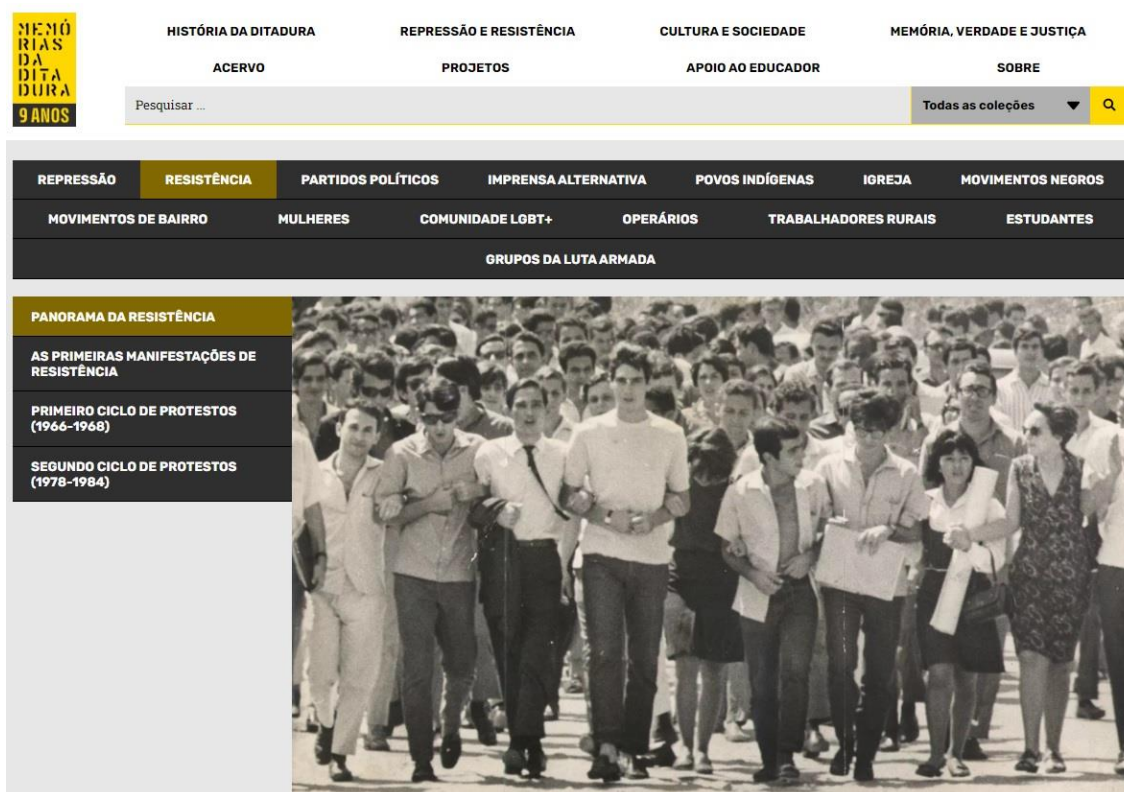 MEMÓ
RIAS
DA
DITA
DURA
9 ANOS
HISTÓRIA DA DITADURA REPRESSÃO E RESISTÊNCIA CULTURA E SOCIEDADE MEMÓRIA, VERDADE E JUSTIÇA
ACERVO PROJETOS APOIO AO EDUCADOR SOBRE
Pesquisar ... Todas as coleções
REPRESSÃO RESISTÊNCIA PARTIDOS POLÍTICOS IMPRENSA ALTERNATIVA POVOS INDÍGENAS IGREJA MOVIMENTOS NEGROS
MOVIMENTOS DE BAIRRO MULHERES COMUNIDADE LGBT+ OPERÁRIOS TRABALHADORES RURAIS ESTUDANTES
GRUPOS DA LUTA ARMADA
PANORAMA DA RESISTÊNCIA
AS PRIMEIRAS MANIFESTAÇÕES DE
RESISTÊNCIA
PRIMEIRO CICLO DE PROTESTOS
(1966-1968)
SEGUNDO CICLO DE PROTESTOS
(1978-1984)